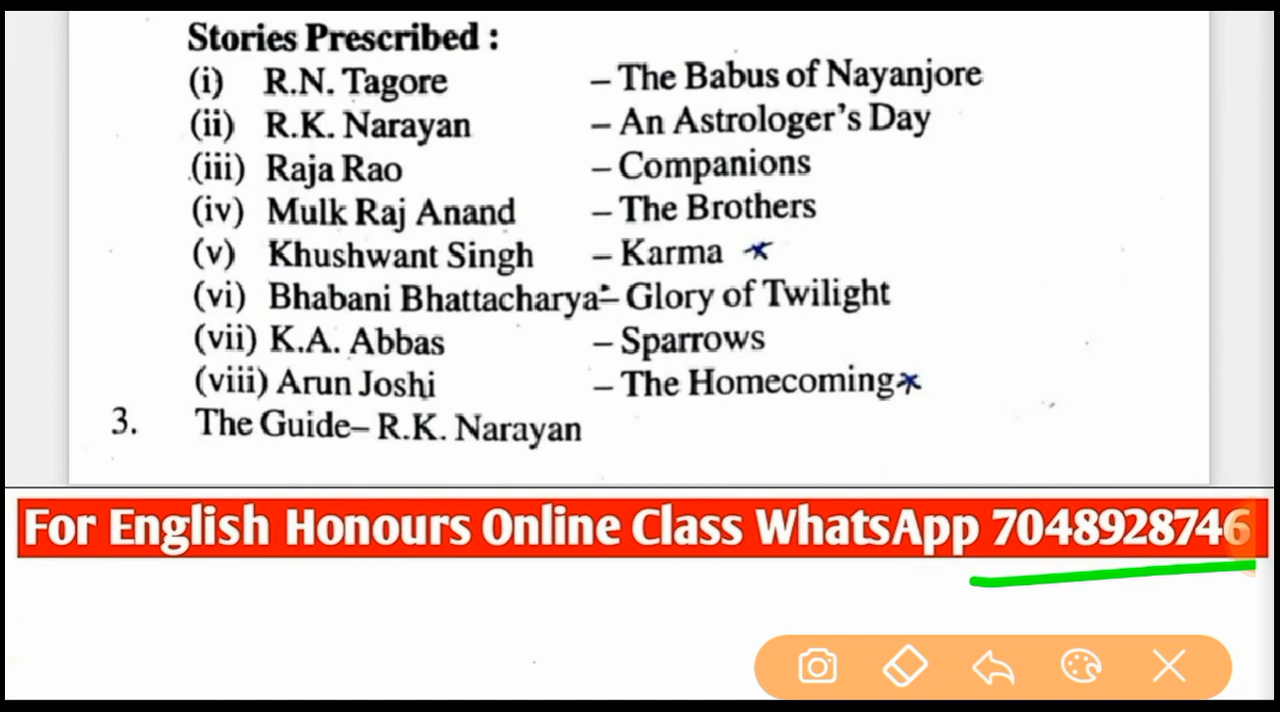 Stories Prescribed :
(i) R.N. Tagore – The Babus of Nayanjore
(ii) R.K. Narayan – An Astrologer's Day
(iii) Raja Rao – Companions
(iv) Mulk Raj Anand – The Brothers
(v) Khushwant Singh – Karma
(vi) Bhabani Bhattacharya – Glory of Twilight
(vii) K.A. Abbas – Sparrows
(viii) Arun Joshi – The Homecoming
3. The Guide– R.K. Narayan
For English Honours Online Class WhatsApp 7048928746